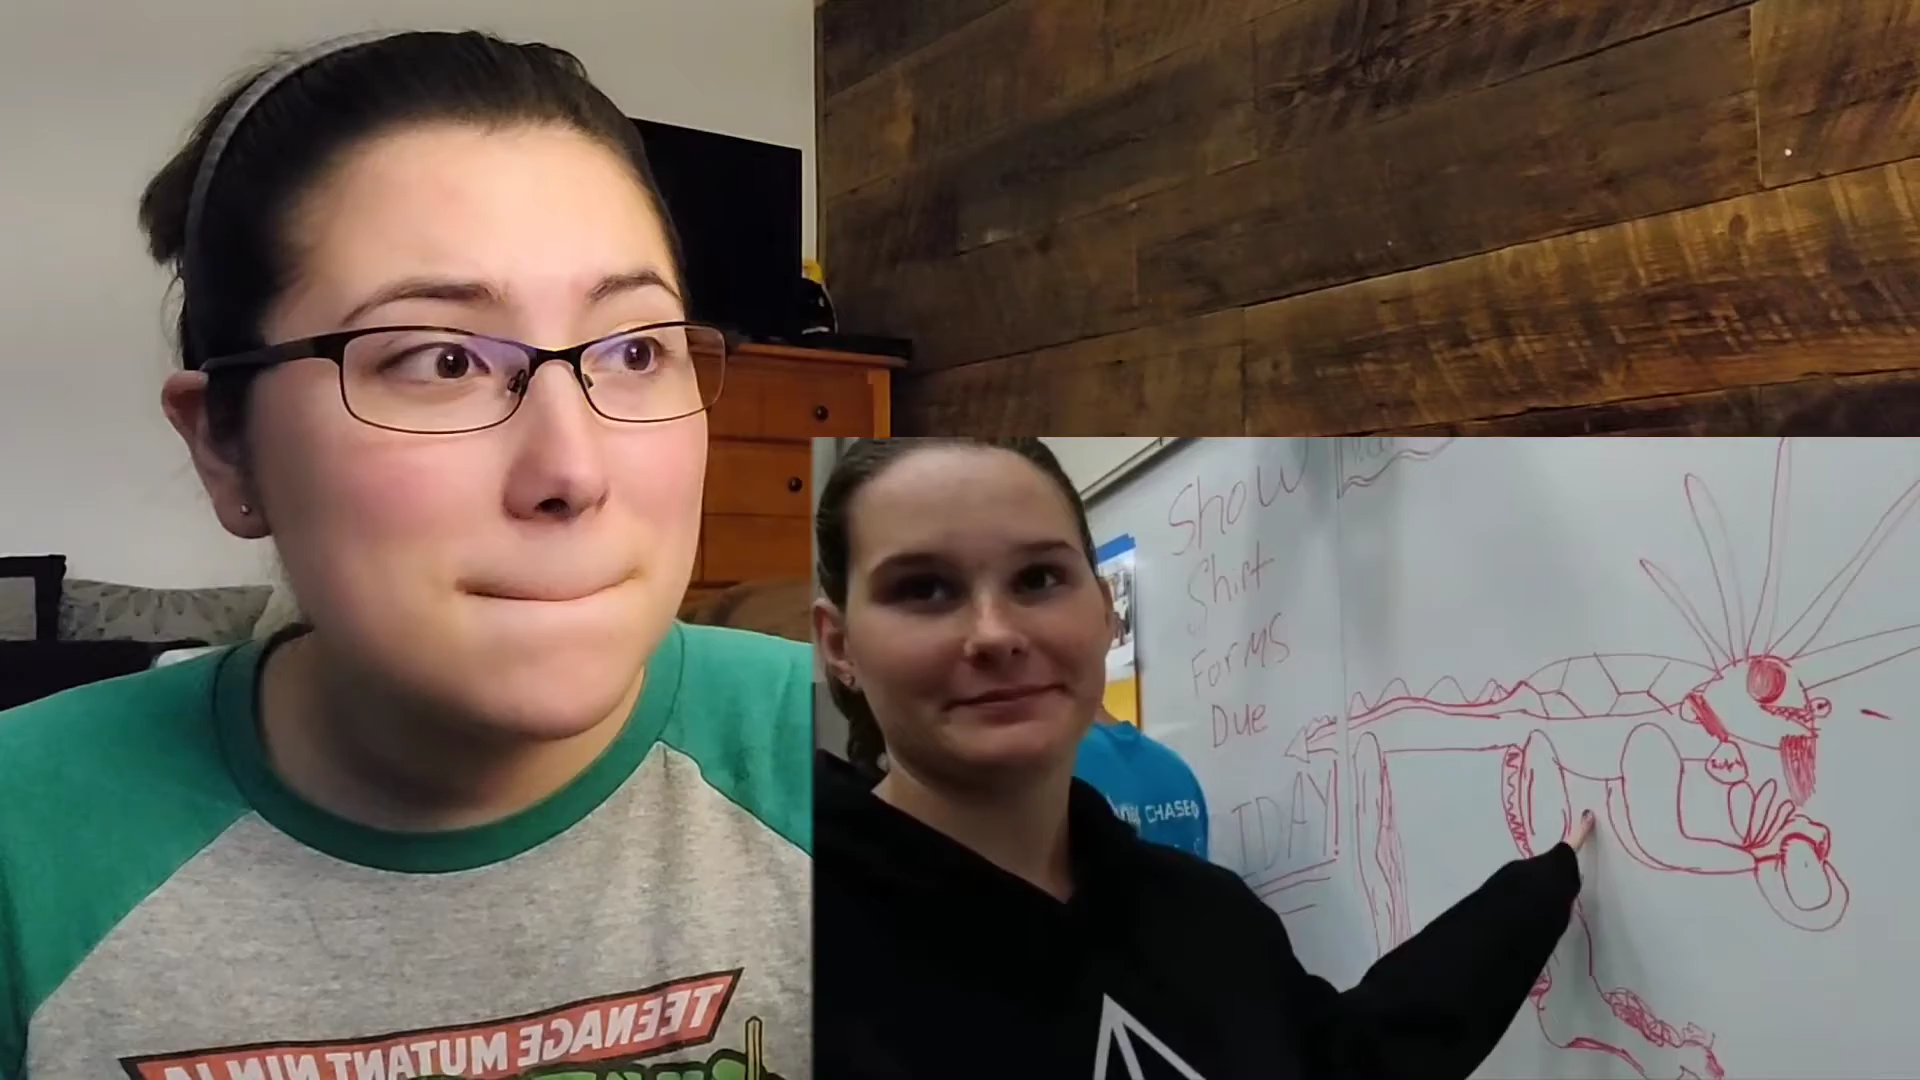 Show
Shirt
Forms
Due
IDAY!
CHASED
TEENAGE MUTANT NINJA